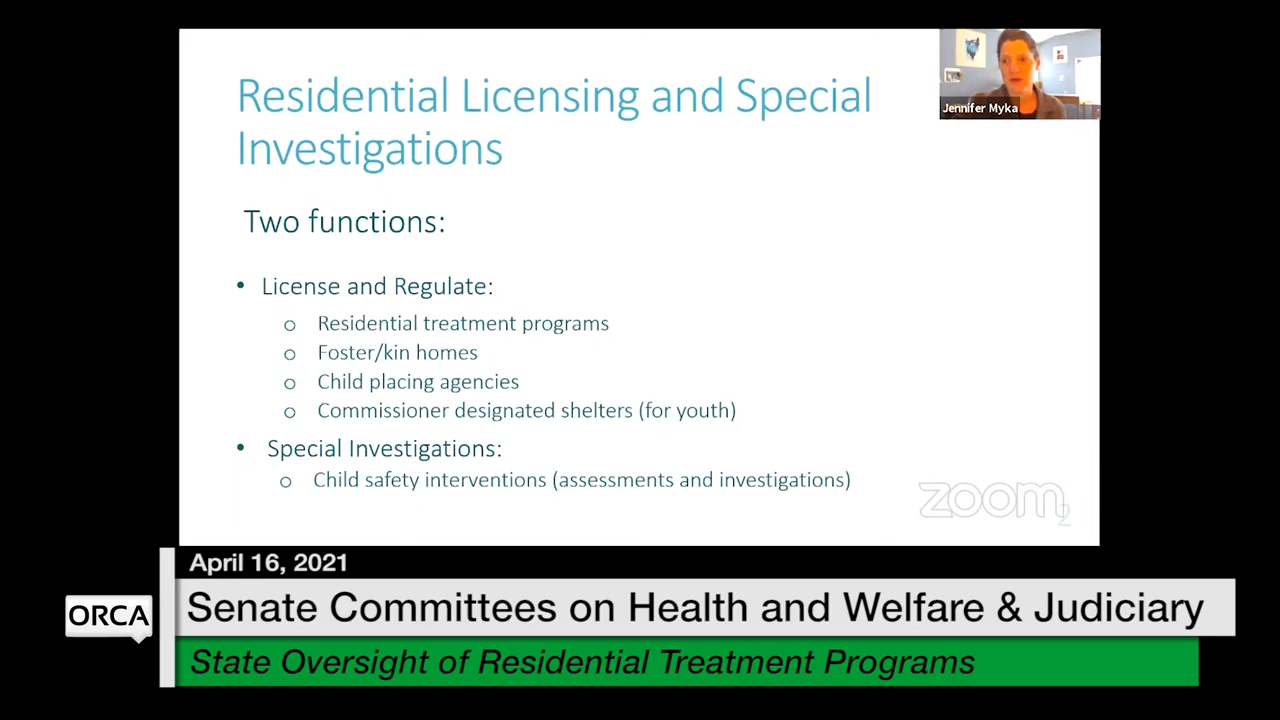 Residential Licensing and Special
Investigations
Jennifer Myka
Two functions:
• License and Regulate:
o Residential treatment programs
o Foster/kin homes
o Child placing agencies
o Commissioner designated shelters (for youth)
• Special Investigations:
o Child safety interventions (assessments and investigations)
zoom
2
April 16, 2021
ORCA
Senate Committees on Health and Welfare & Judiciary
State Oversight of Residential Treatment Programs